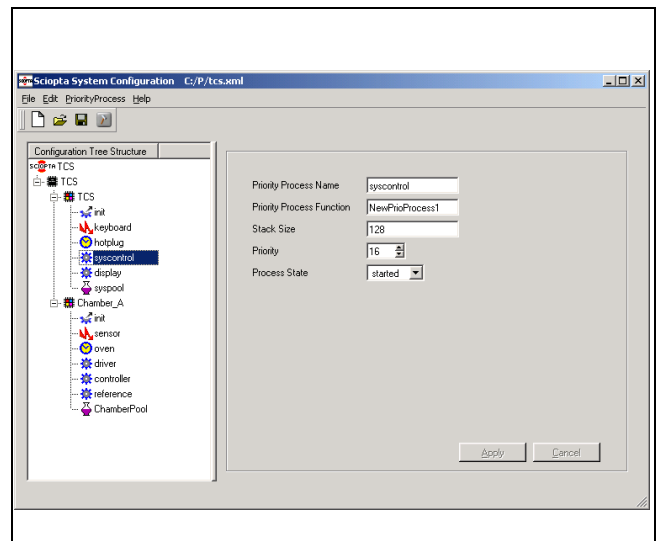 Sciopta System Configuration C:/P/tcs.xml
File Edit PriorityProcess Help
Configuration Tree Structure
SCIOPTA TCS
TCS
TCS
init
keyboard
hotplug
syscontrol
display
syspool
Chamber_A
init
sensor
oven
driver
controller
reference
ChamberPool
Priority Process Name syscontrol
Priority Process Function NewPrioProcess1
Stack Size 128
Priority 16
Process State started
Apply Cancel